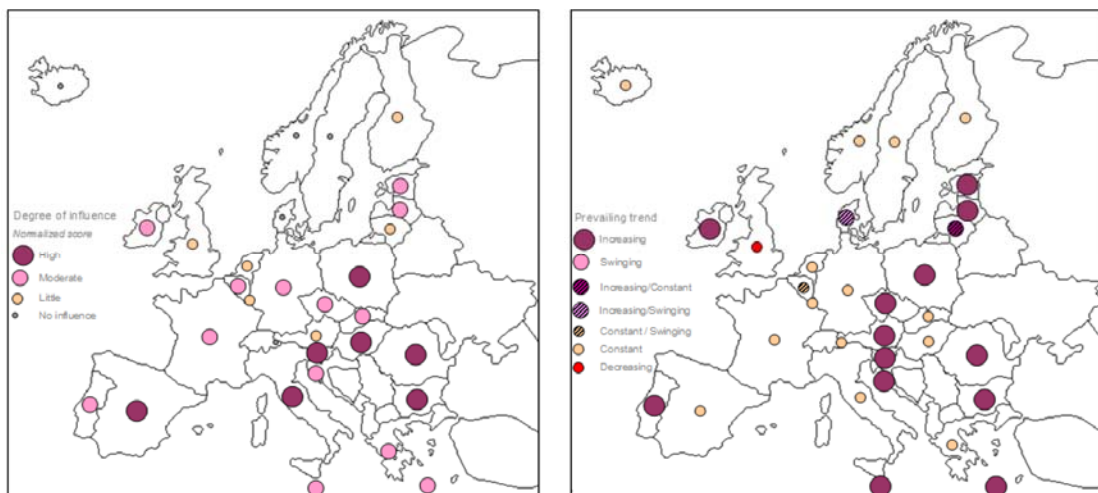 Degree of influence
Normalized score
High
Moderate
Little
No influence
Prevailing trend
Increasing
Swinging
Increasing/Constant
Increasing/Swinging
Constant / Swinging
Constant
Decreasing